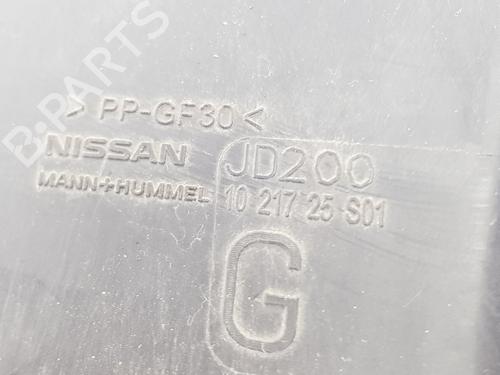 B-PARTS
> PP-GF30 <
NISSAN JD200
MANN+HUMMEL 10 217 25 S01
G